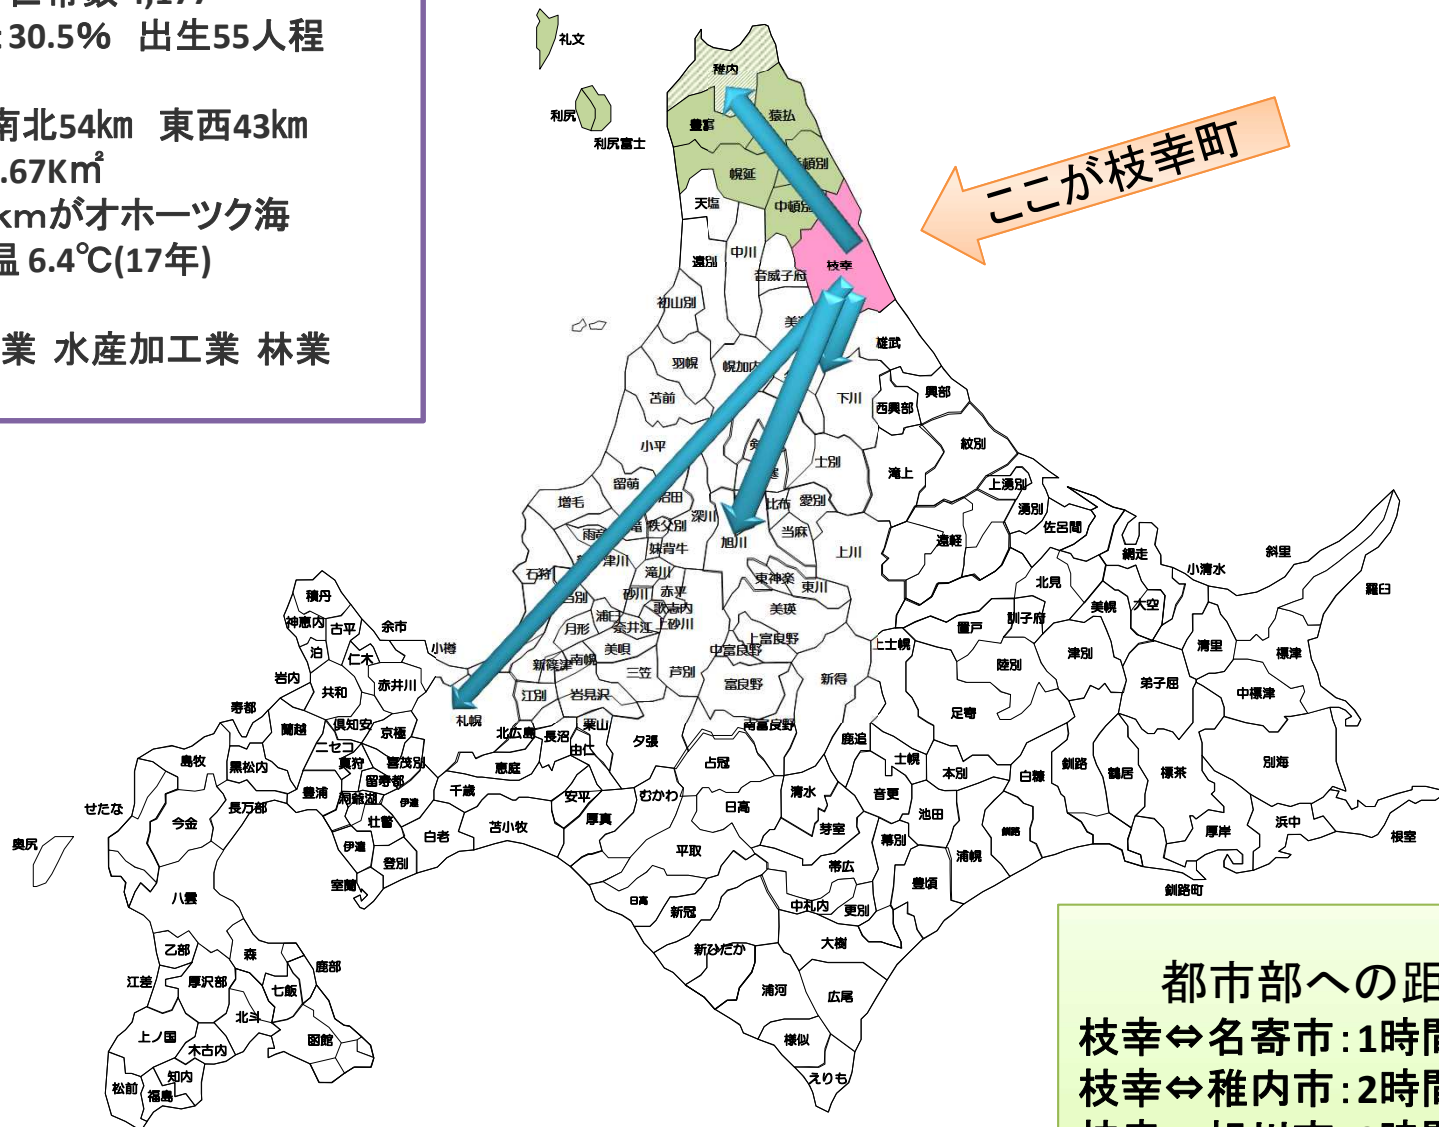 世帯数 4,177
30.5%　出生55人程
南北54km　東西43km
.67K㎡
kmがオホーツク海
温 6.4℃(17年)
業 水産加工業 林業
ここが枝幸町
礼文
稚内
利尻
利尻富士
豊富
猿払
幌延
頓別
天塩
中頓別
中川
遠別
音威子府
枝幸
初山別
美
雄武
羽幌
幌加内
苫前
下川
西興部
興部
小平
紋別
士別
滝上
留萌
沼田
増毛
上湧別
湧別
佐呂間
深川
比布
愛別
秩父別
雨竜
当麻
旭川
遠軽
網走
斜里
妹背牛
上川
小清水
津川
滝川
東神楽
東川
北見
羅臼
石狩
積丹
砂川
赤平
歌志内
美瑛
美幌
大空
神恵内
古平
余市
浦臼
上砂川
訓子府
月形
奈井江
置戸
小樽
泊
仁木
美唄
中富良野
上富良野
上士幌
津別
清里
標津
岩内
共和
赤井川
新篠津
南幌
三笠
芦別
富良野
新得
陸別
弟子屈
中標津
江別
岩見沢
寿都
蘭越
倶知安
京極
札幌
北広島
長沼
栗山
由仁
夕張
南富良野
足寄
ニセコ
真狩
喜茂別
鹿追
島牧
黒松内
留寿都
恵庭
占冠
士幌
本別
白糠
釧路
鶴居
標茶
別海
豊浦
洞爺湖
伊達
千歳
安平
むかわ
清水
音更
せたな
今金
長万部
壮瞥
白老
苫小牧
厚真
日高
芽室
池田
釧路
厚岸
浜中
根室
奥尻
伊達
登別
平取
幕別
浦幌
室蘭
帯広
豊頃
釧路町
八雲
日高
新冠
中札内
更別
乙部
森
新ひだか
大樹
江差
厚沢部
鹿部
七飯
浦河
広尾
上ノ国
北斗
木古内
函館
様似
松前
知内
福島
えりも
都市部への距
枝幸⇔名寄市：1時間
枝幸⇔稚内市：2時間